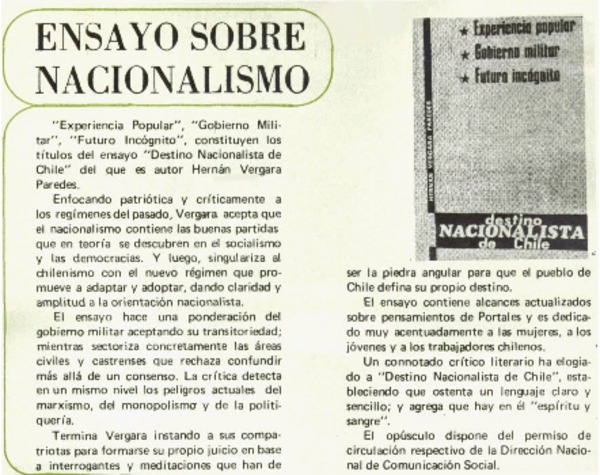 ENSAYO SOBRE
NACIONALISMO
"Experiencia Popular", "Gobierno Mili-
tar", "Futuro Incógnito", constituyen los
títulos del ensayo "Destino Nacionalista de
Chile" del que es autor Hernán Vergara
Paredes.
Enfocando patriótica y críticamente a
los regímenes del pasado, Vergara acepta que
el nacionalismo contiene las buenas partidas
que en teoría se descubren en el socialismo
y las democracias. Y luego, singulariza al
chilenismo con el nuevo régimen que pro-
mueve a adaptar y adoptar, dando claridad y
amplitud a la orientación nacionalista.
El ensayo hace una ponderación del
gobierno militar aceptando su transitoriedad;
mientras sectoriza concretamente las áreas
civiles y castrenses que rechaza confundir
más allá de un consenso. La crítica detecta
en un mismo nivel los peligros actuales del
marxismo, del monopolismo y de la politi-
quería.
Termina Vergara instando a sus compa-
triotas para formarse su propio juicio en base
a interrogantes y meditaciones que han de
★ Experiencia popular
★ Gobierno militar
★ Futuro incógnito
HERNAN VERGARA PAREDES
destino
NACIONALISTA
de Chile
ser la piedra angular para que el pueblo de
Chile defina su propio destino.
El ensayo contiene alcances actualizados
sobre pensamientos de Portales y es dedica-
do muy acentuadamente a las mujeres, a los
jóvenes y a los trabajadores chilenos.
Un connotado crítico literario ha elogia-
do a "Destino Nacionalista de Chile", esta-
bleciendo que ostenta un lenguaje claro y
sencillo; y agrega que hay en él "espíritu y
sangre".
El opúsculo dispone del permiso de
circulación respectivo de la Dirección Nacio-
nal de Comunicación Social.